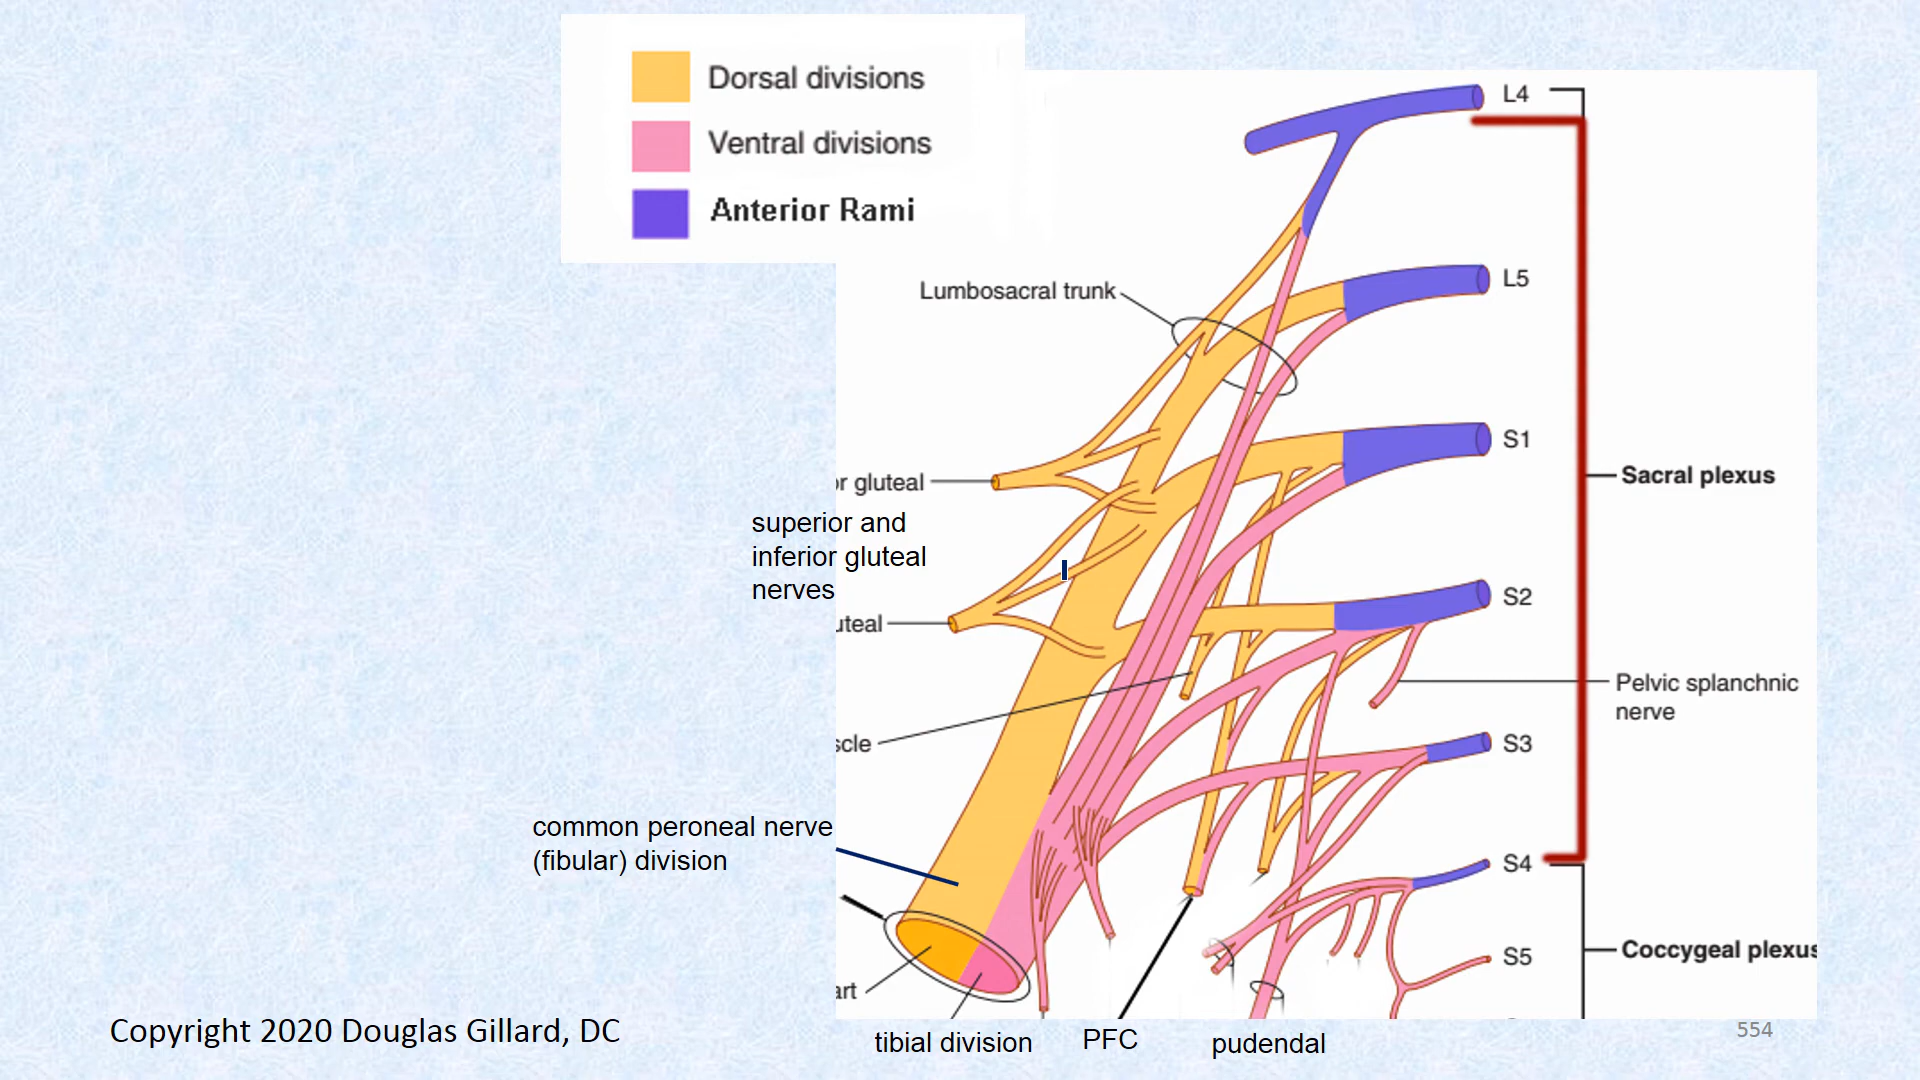 Dorsal divisions
Ventral divisions
Anterior Rami
L4
Lumbosacral trunk
L5
S1
Sacral plexus
or gluteal
superior and
inferior gluteal
nerves
S2
uteal
Pelvic splanchnic
nerve
scle
S3
common peroneal nerve
(fibular) division
S4
Coccygeal plexus
S5
art
Copyright 2020 Douglas Gillard, DC
tibial division
PFC
pudendal
554